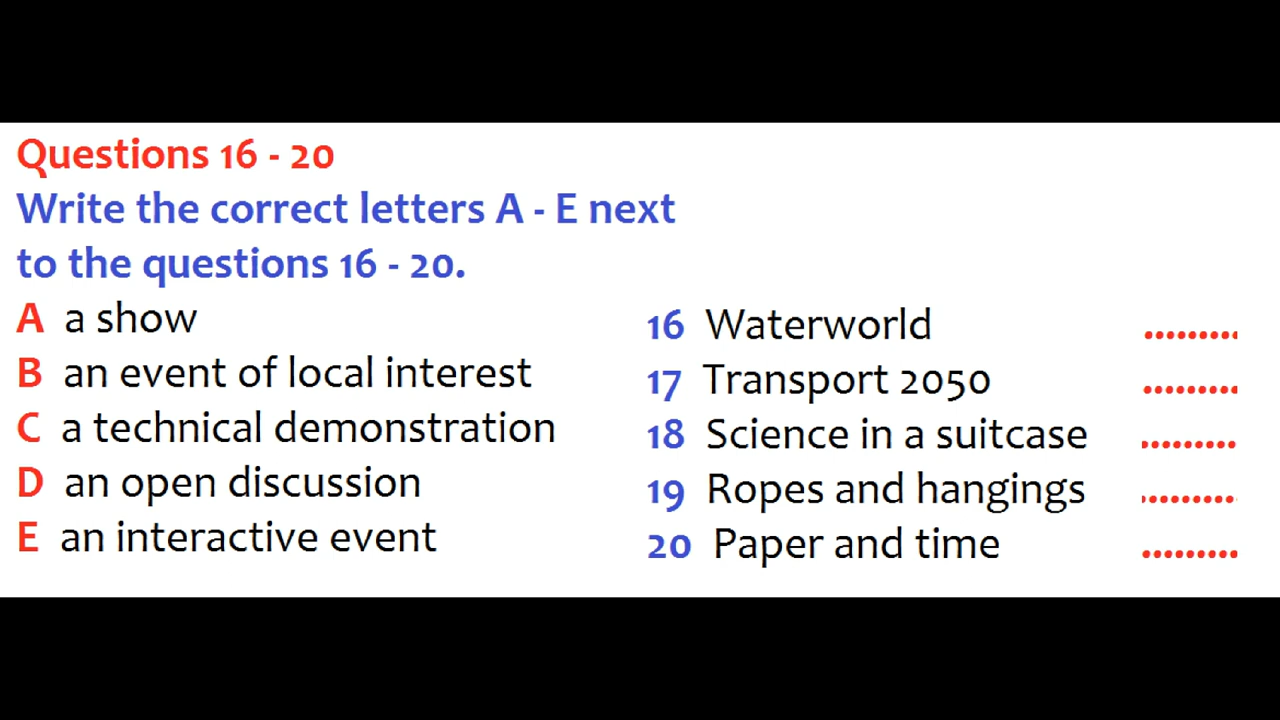 Questions 16 - 20
Write the correct letters A - E next
to the questions 16 - 20.
A a show
B an event of local interest
C a technical demonstration
D an open discussion
E an interactive event
16 Waterworld .........
17 Transport 2050 .........
18 Science in a suitcase .........
19 Ropes and hangings .........
20 Paper and time .........